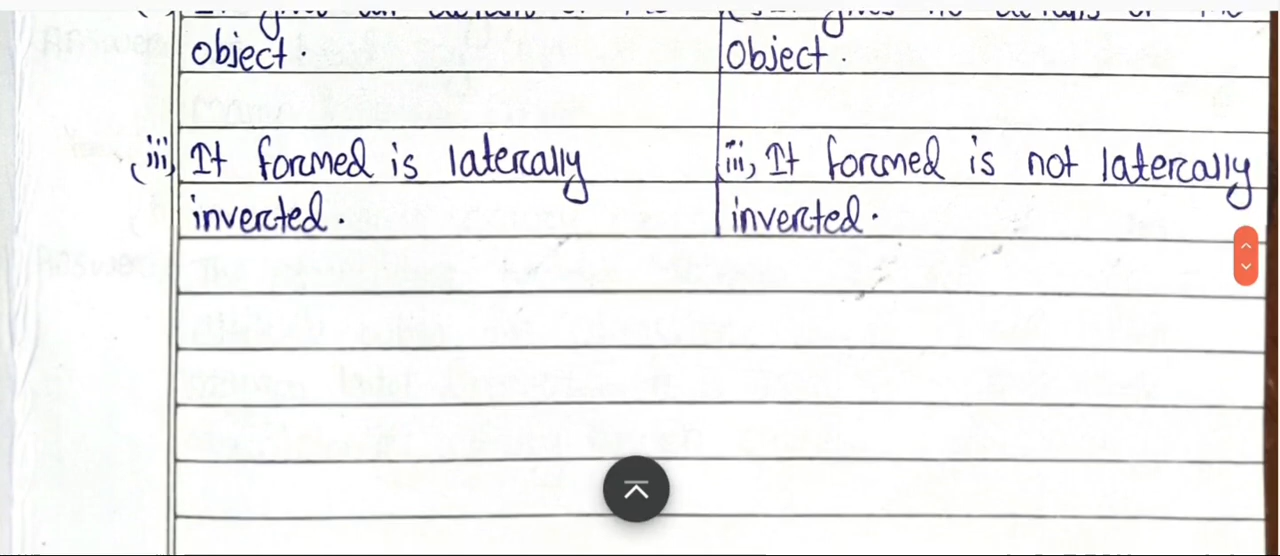 object. object.
(iii) It formed is laterally iii, It formed is not laterally
inverted. inverted.